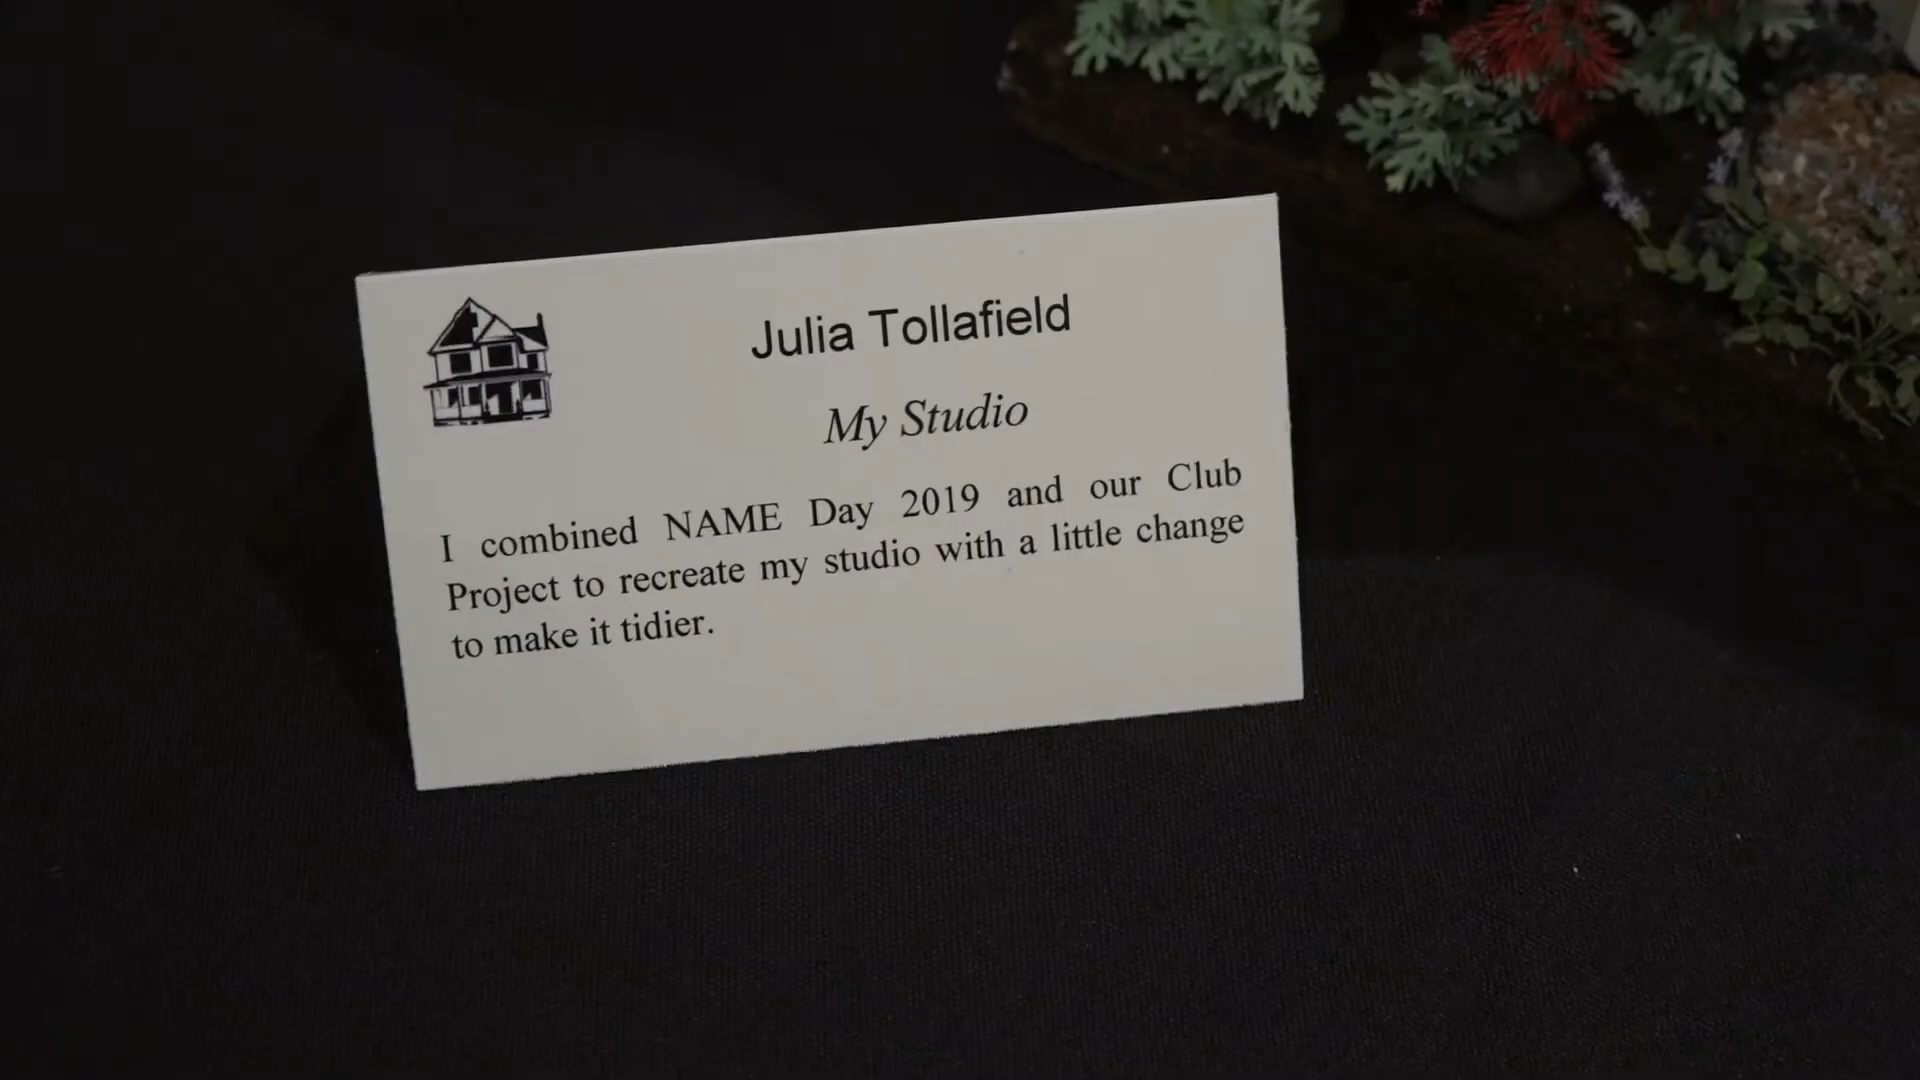 Julia Tollafield
My Studio
I combined NAME Day 2019 and our Club
Project to recreate my studio with a little change
to make it tidier.